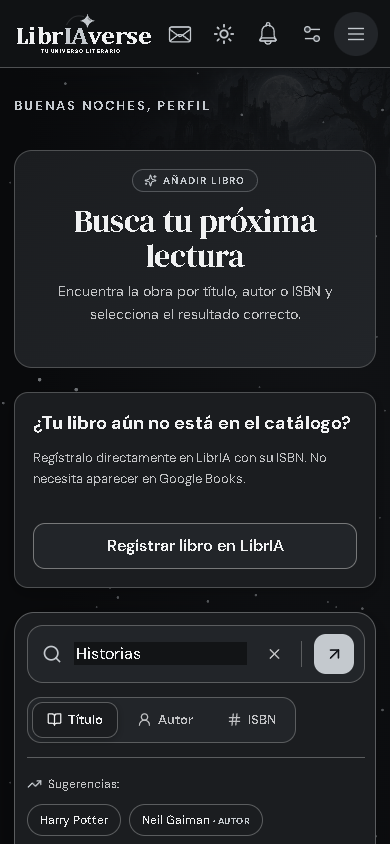 LibrIAverse
TU UNIVERSO LITERARIO
BUENAS NOCHES, PERFIL
AÑADIR LIBRO
Busca tu próxima
lectura
Encuentra la obra por título, autor o ISBN y
selecciona el resultado correcto.
¿Tu libro aún no está en el catálogo?
Regístralo directamente en LibrIA con su ISBN. No
necesita aparecer en Google Books.
Registrar libro en LibrIA
Historias
Título
Autor
ISBN
Sugerencias:
Harry Potter
Neil Gaiman · AUTOR